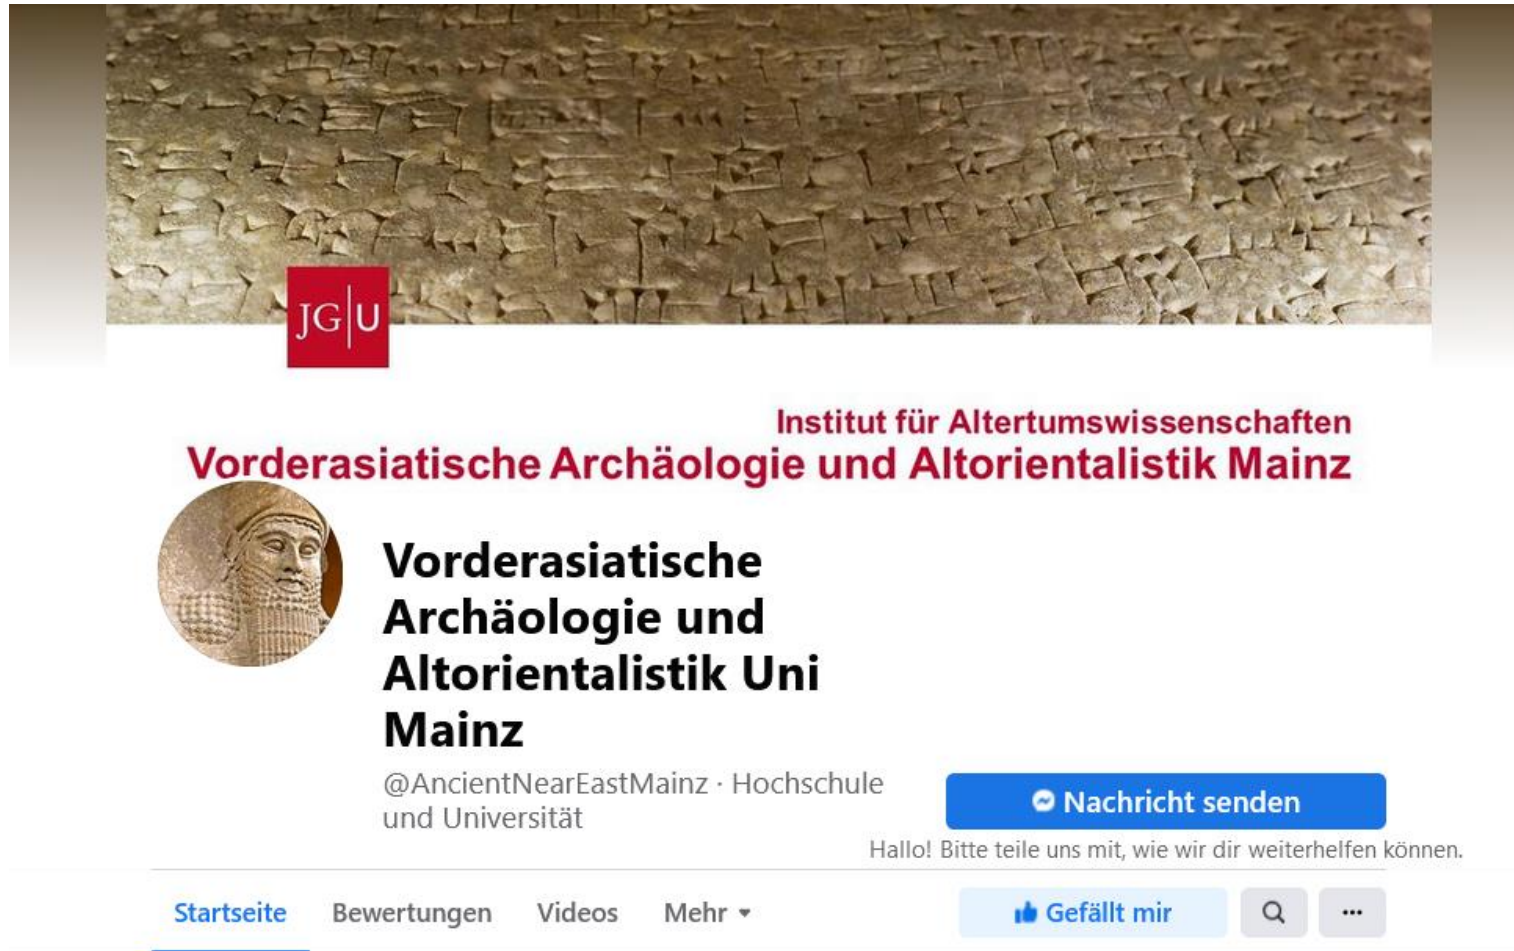 JG|U
Institut für Altertumswissenschaften
Vorderasiatische Archäologie und Altorientalistik Mainz
Vorderasiatische
Archäologie und
Altorientalistik Uni
Mainz
@AncientNearEastMainz · Hochschule
und Universität
Nachricht senden
Hallo! Bitte teile uns mit, wie wir dir weiterhelfen können.
Startseite Bewertungen Videos Mehr Gefällt mir